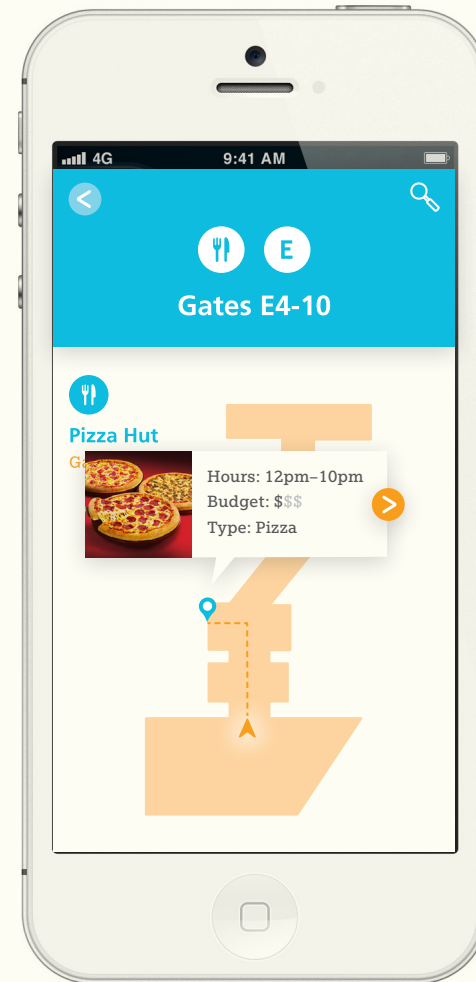 4G
9:41 AM
E
Gates E4-10
Pizza Hut
Hours: 12pm–10pm
Budget: $$$
Type: Pizza